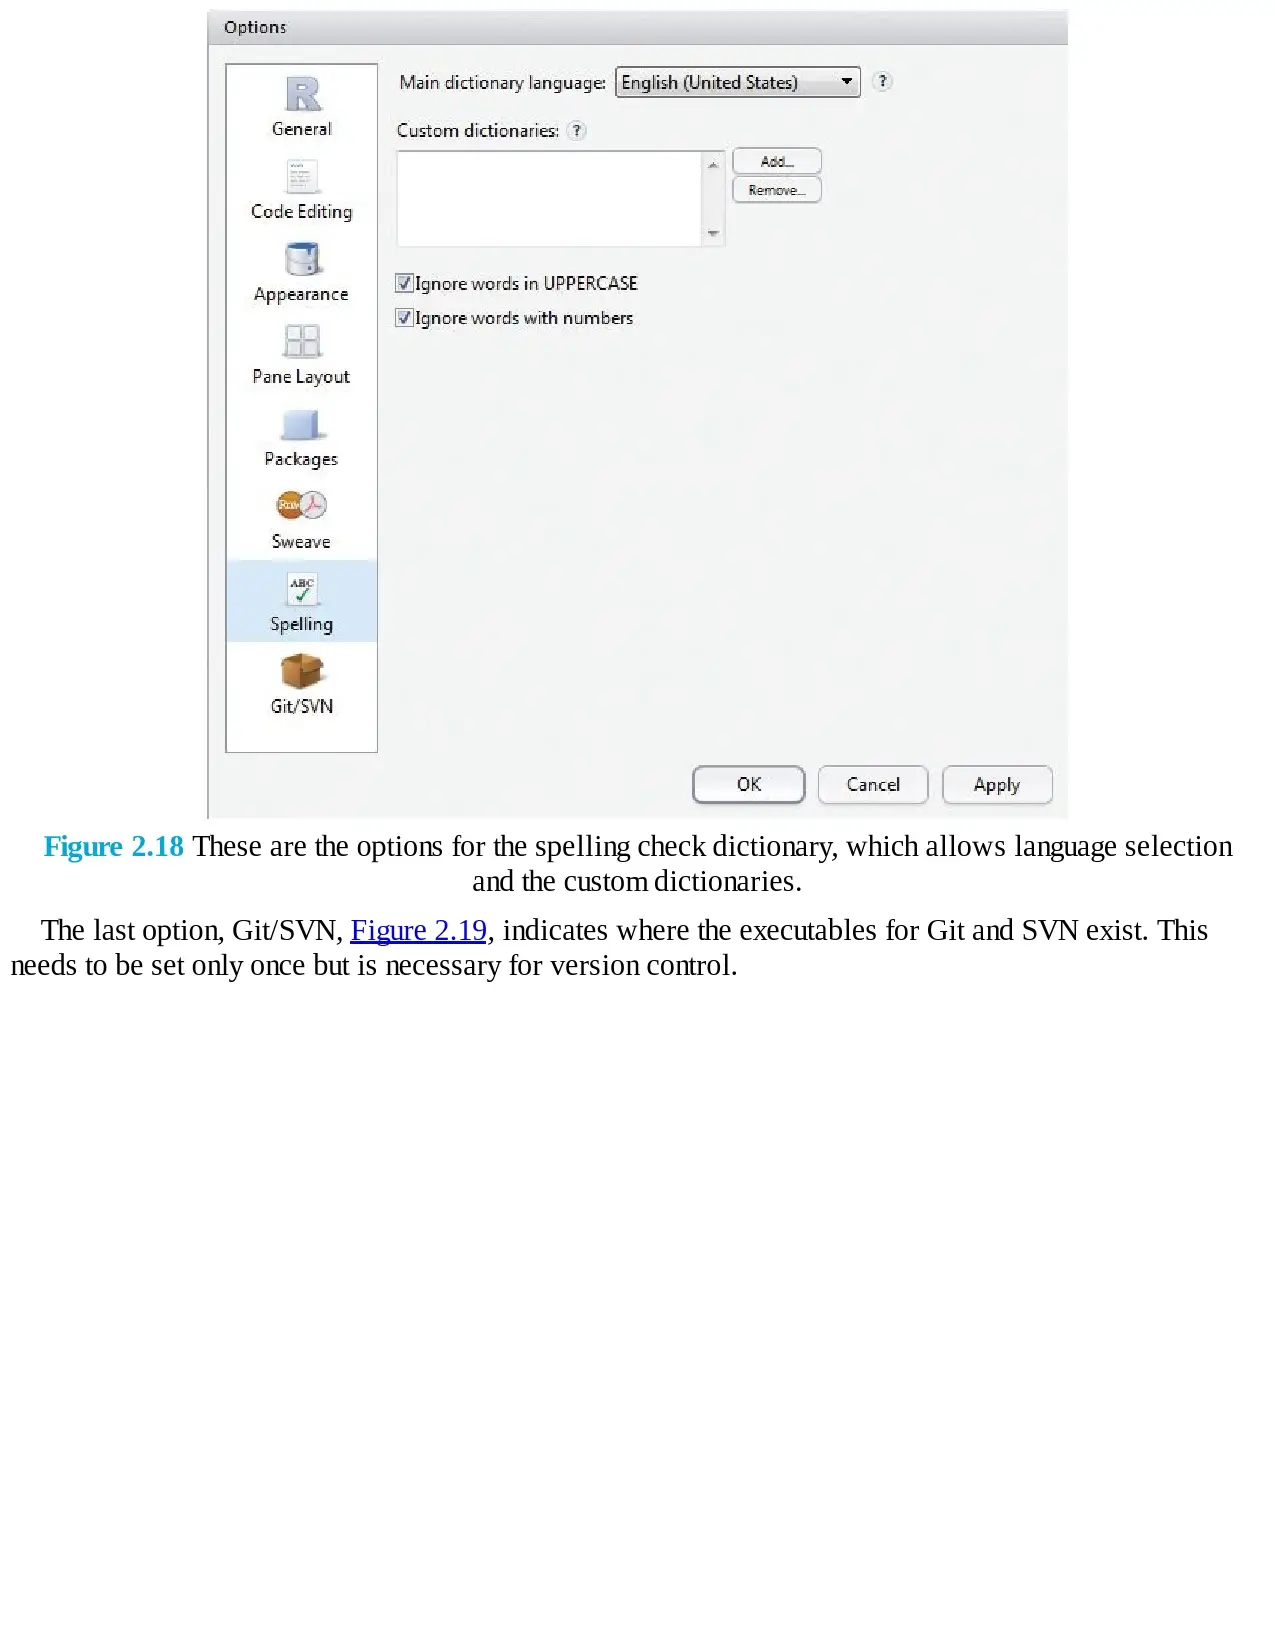 Options
R
General
Code Editing
Appearance
Pane Layout
Packages
Rnw
Sweave
ABC
Spelling
Git/SVN
Main dictionary language: English (United States) ?
Custom dictionaries: ?
Add...
Remove...
Ignore words in UPPERCASE
Ignore words with numbers
OK Cancel Apply
Figure 2.18 These are the options for the spelling check dictionary, which allows language selection
and the custom dictionaries.
The last option, Git/SVN, Figure 2.19, indicates where the executables for Git and SVN exist. This
needs to be set only once but is necessary for version control.